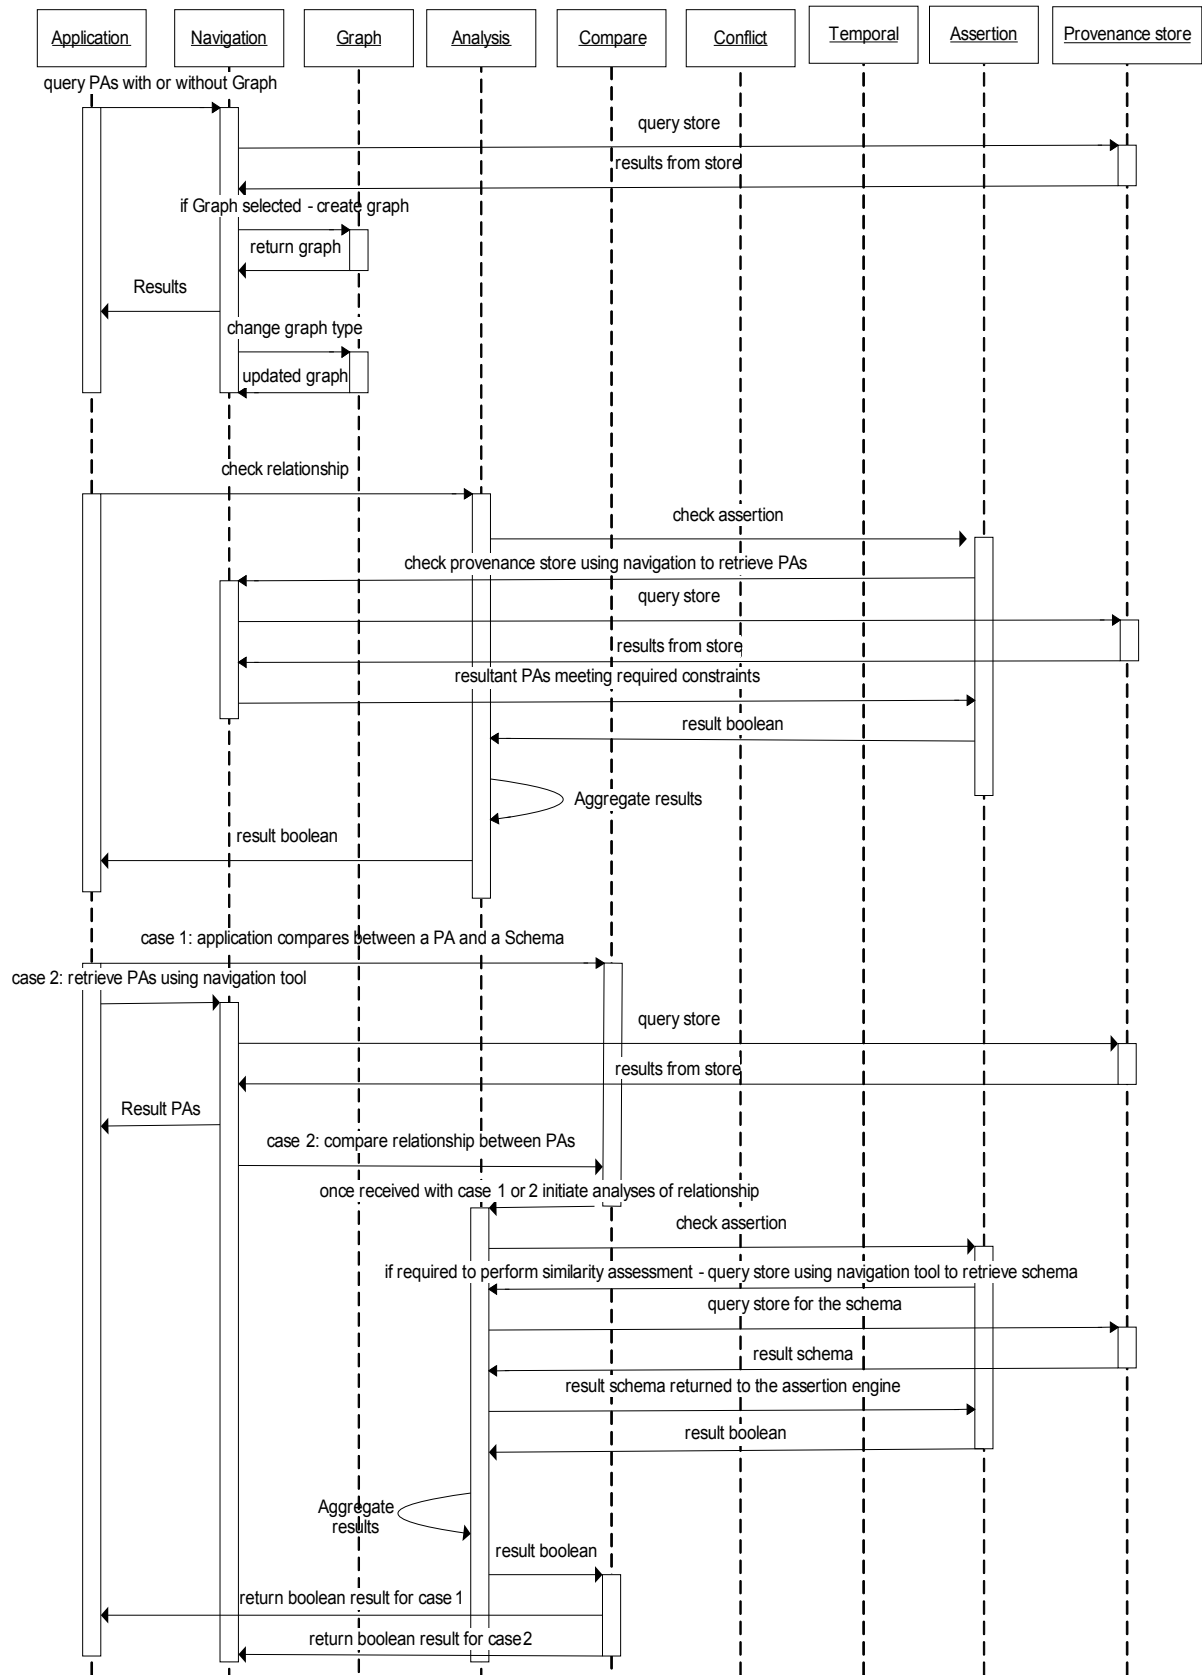 Application
Navigation
Graph
Analysis
Compare
Conflict
Temporal
Assertion
Provenance store
query PAs with or without Graph
query store
results from store
if Graph selected - create graph
return graph
Results
change graph type
updated graph
check relationship
check assertion
check provenance store using navigation to retrieve PAs
query store
results from store
resultant PAs meeting required constraints
result boolean
Aggregate results
result boolean
case 1: application compares between a PA and a Schema
case 2: retrieve PAs using navigation tool
query store
results from store
Result PAs
case 2: compare relationship between PAs
once received with case 1 or 2 initiate analyses of relationship
check assertion
if required to perform similarity assessment - query store using navigation tool to retrieve schema
query store for the schema
result schema
result schema returned to the assertion engine
result boolean
Aggregate
results
result boolean
return boolean result for case 1
return boolean result for case 2